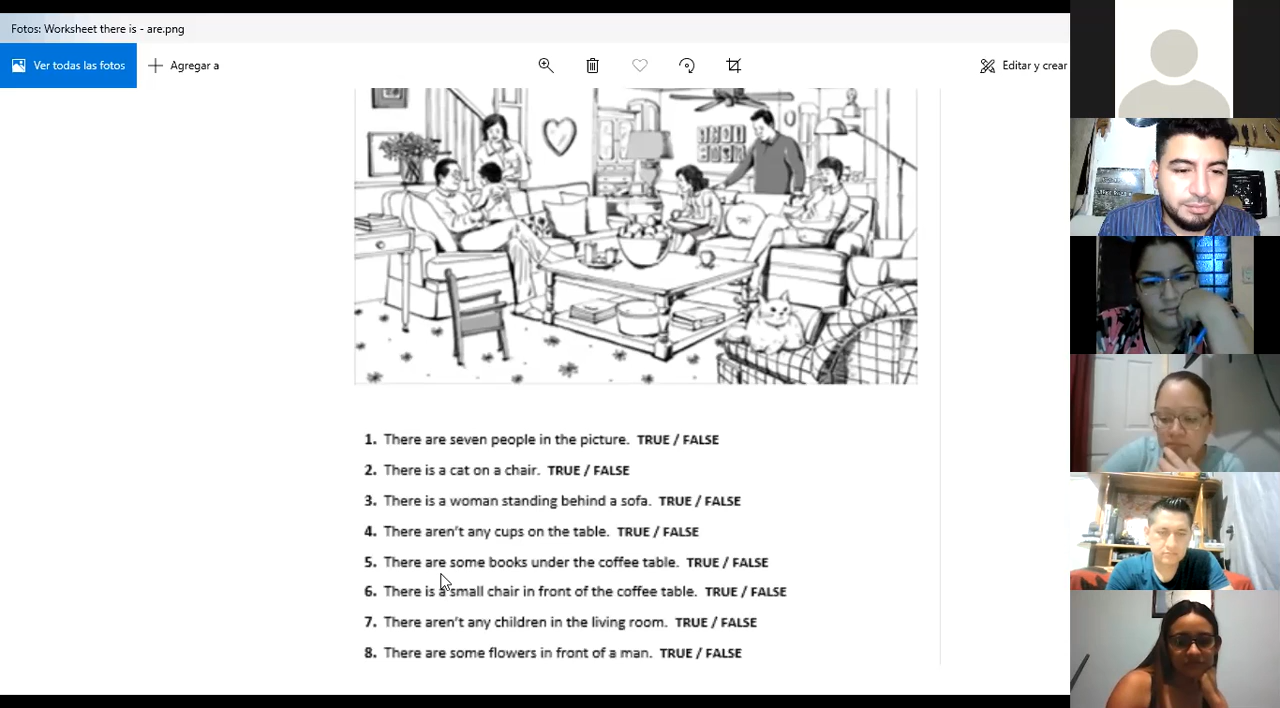 Fotos: Worksheet there is - are.png
Ver todas las fotos
Agregar a
Editar y crear
1. There are seven people in the picture. TRUE / FALSE
2. There is a cat on a chair. TRUE / FALSE
3. There is a woman standing behind a sofa. TRUE / FALSE
4. There aren't any cups on the table. TRUE / FALSE
5. There are some books under the coffee table. TRUE / FALSE
6. There is a small chair in front of the coffee table. TRUE / FALSE
7. There aren't any children in the living room. TRUE / FALSE
8. There are some flowers in front of a man. TRUE / FALSE